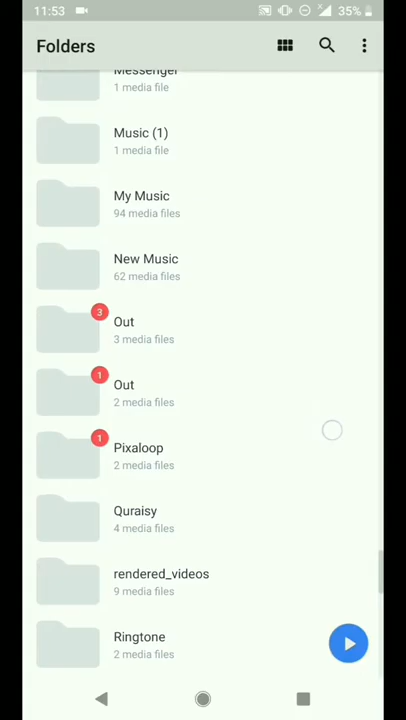 11:53
35%
Folders
Messenger
1 media file
Music (1)
1 media file
My Music
94 media files
New Music
62 media files
3
Out
3 media files
1
Out
2 media files
1
Pixaloop
2 media files
Quraisy
4 media files
rendered_videos
9 media files
Ringtone
2 media files